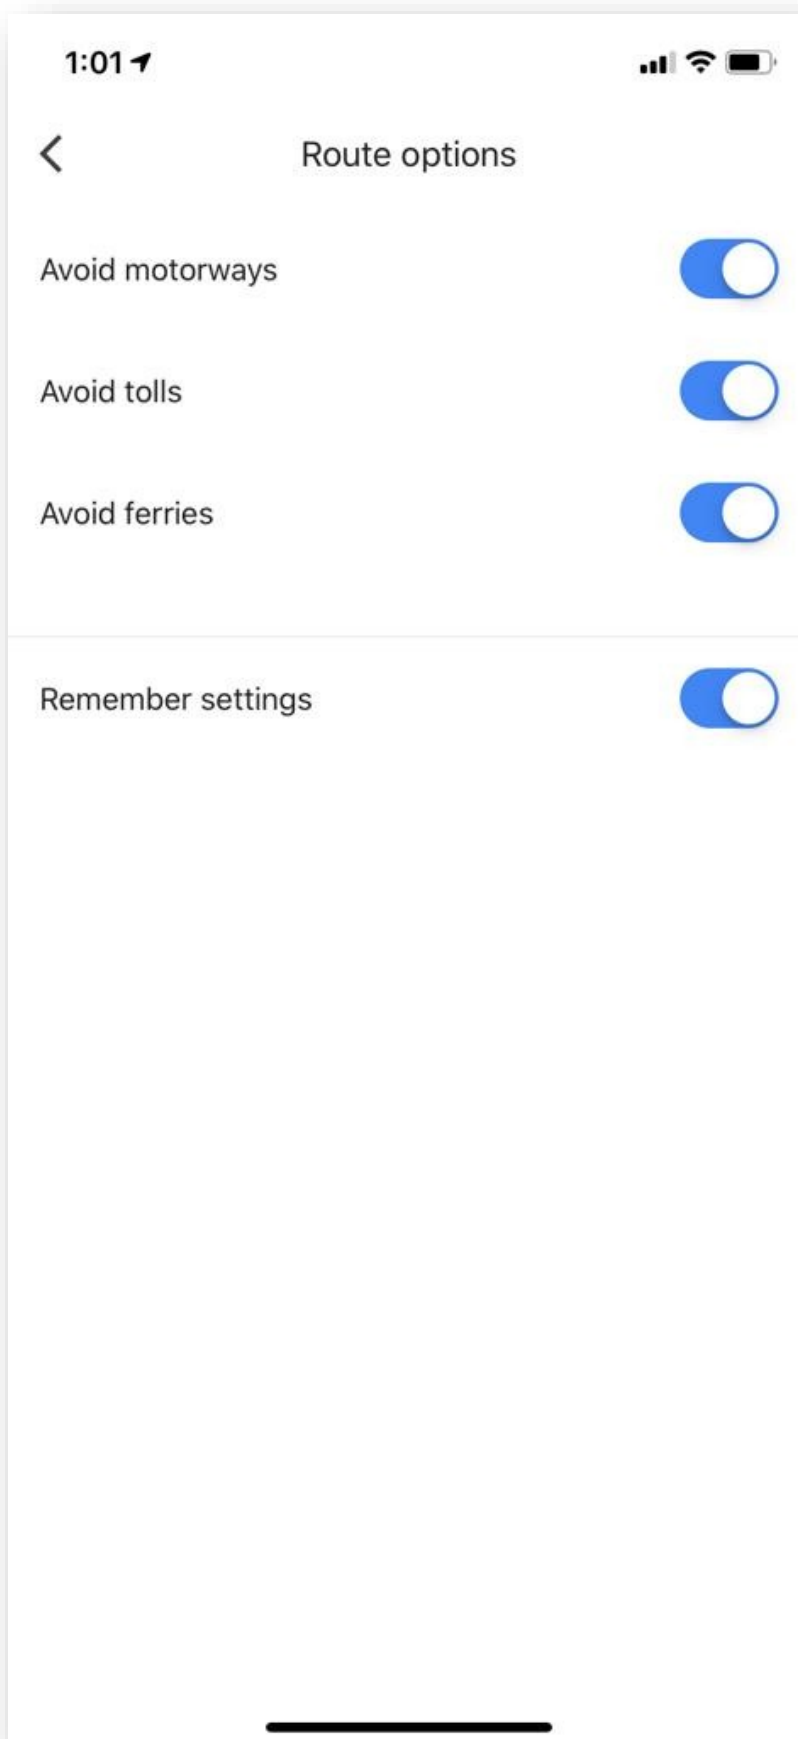 1:01
Route options
Avoid motorways
Avoid tolls
Avoid ferries
Remember settings